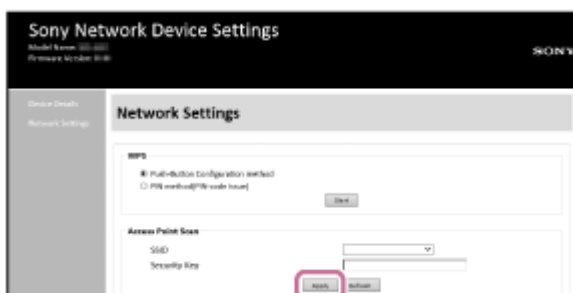 Sony Network Device Settings
Model Name
Firmware Version
SONY
Device Details
Network Settings
Network Settings
WPS
Push-Button Configuration method
PIN method(PIN-code Issue)
Start
Access Point Scan
SSID
Security Key
Apply Refresh